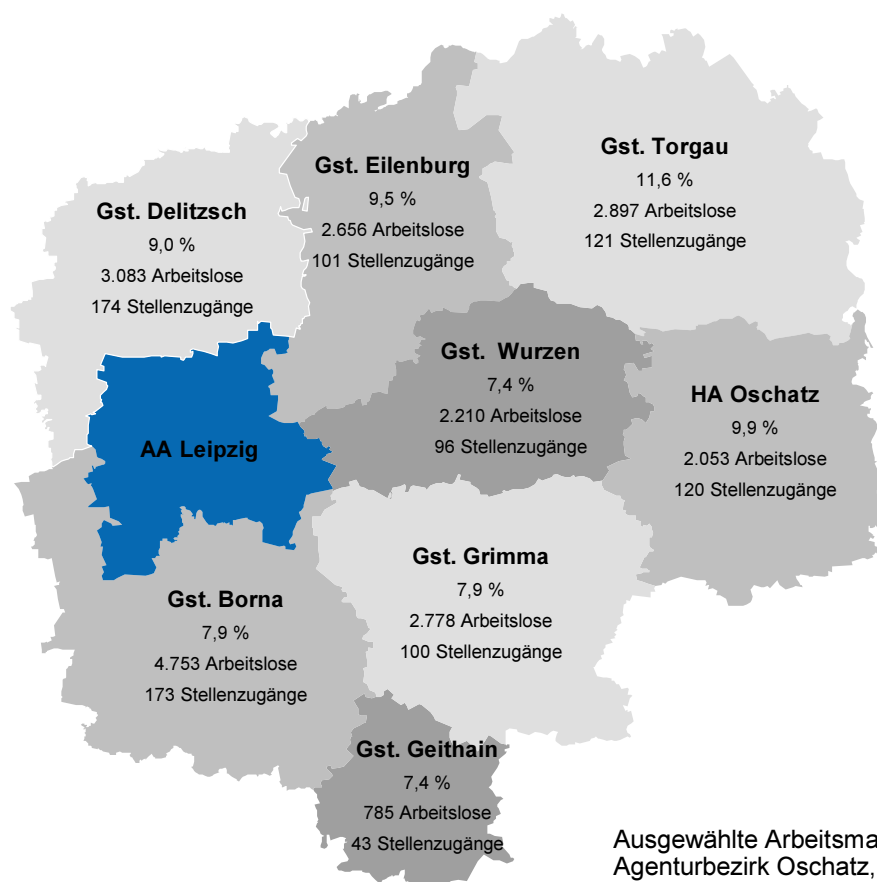 Gst. Torgau
11,6 %
2.897 Arbeitslose
121 Stellenzugänge
Gst. Eilenburg
9,5 %
2.656 Arbeitslose
101 Stellenzugänge
Gst. Delitzsch
9,0 %
3.083 Arbeitslose
174 Stellenzugänge
Gst. Wurzen
7,4 %
2.210 Arbeitslose
96 Stellenzugänge
HA Oschatz
9,9 %
2.053 Arbeitslose
120 Stellenzugänge
AA Leipzig
Gst. Grimma
7,9 %
2.778 Arbeitslose
100 Stellenzugänge
Gst. Borna
7,9 %
4.753 Arbeitslose
173 Stellenzugänge
Gst. Geithain
7,4 %
785 Arbeitslose
43 Stellenzugänge
Ausgewählte
Agenturbezirk Oschatz,